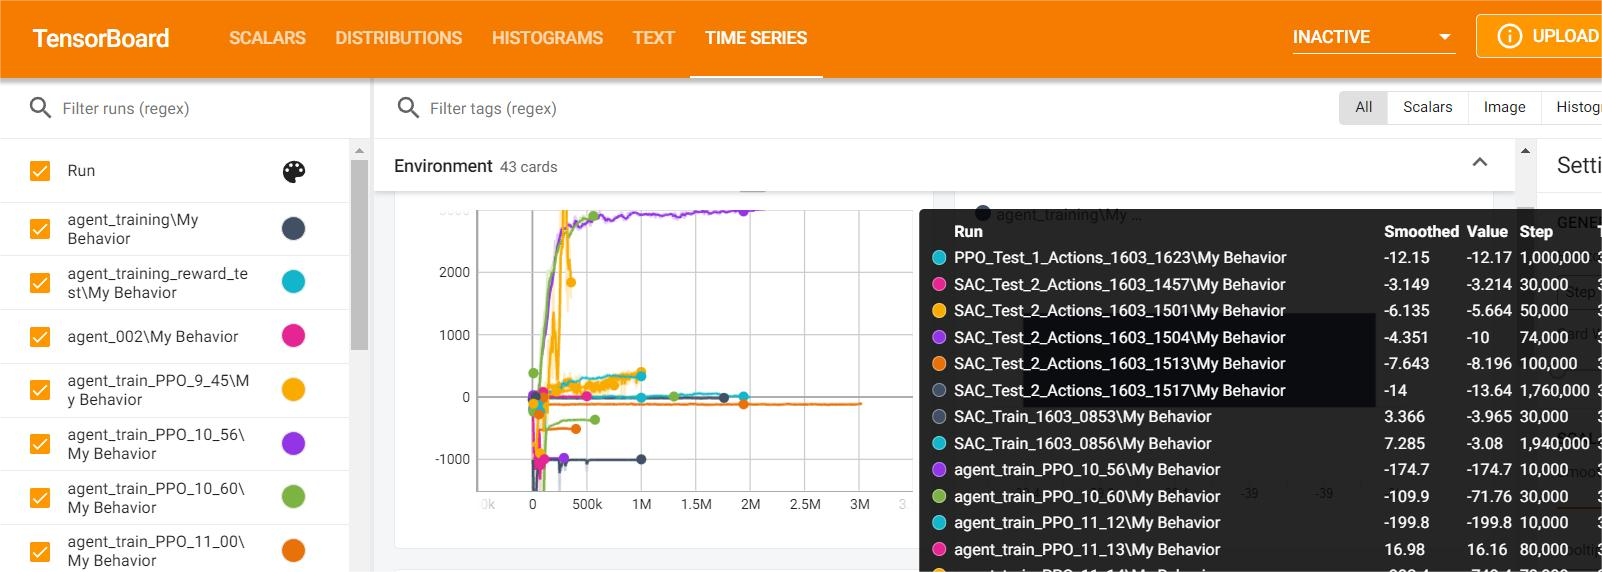 TensorBoard SCALARS DISTRIBUTIONS HISTOGRAMS TEXT TIME SERIES INACTIVE UPLOAD
Filter runs (regex)
Filter tags (regex)
All Scalars Image Histog
Run
agent_training\My
Behavior
agent_training_reward_te
st\My Behavior
agent_002\My Behavior
agent_train_PPO_9_45\M
y Behavior
agent_train_PPO_10_56\
My Behavior
agent_train_PPO_10_60\
My Behavior
agent_train_PPO_11_00\
My Behavior
Environment 43 cards
Setti
2000
1000
0
-1000
0k 0 500k 1M 1.5M 2M 2.5M 3M 3.
agent_training\My ...
GENE
Run Smoothed Value Step
PPO_Test_1_Actions_1603_1623\My Behavior -12.15 -12.17 1,000,000
SAC_Test_2_Actions_1603_1457\My Behavior -3.149 -3.214 30,000
SAC_Test_2_Actions_1603_1501\My Behavior -6.135 -5.664 50,000
SAC_Test_2_Actions_1603_1504\My Behavior -4.351 -10 74,000
SAC_Test_2_Actions_1603_1513\My Behavior -7.643 -8.196 100,000
SAC_Test_2_Actions_1603_1517\My Behavior -14 -13.64 1,760,000
SAC_Train_1603_0853\My Behavior 3.366 -3.965 30,000
SAC_Train_1603_0856\My Behavior 7.285 -3.08 1,940,000
agent_train_PPO_10_56\My Behavior -174.7 -174.7 10,000
agent_train_PPO_10_60\My Behavior -109.9 -71.76 30,000
agent_train_PPO_11_12\My Behavior -199.8 -199.8 10,000
agent_train_PPO_11_13\My Behavior 16.98 16.16 80,000
-39 -39